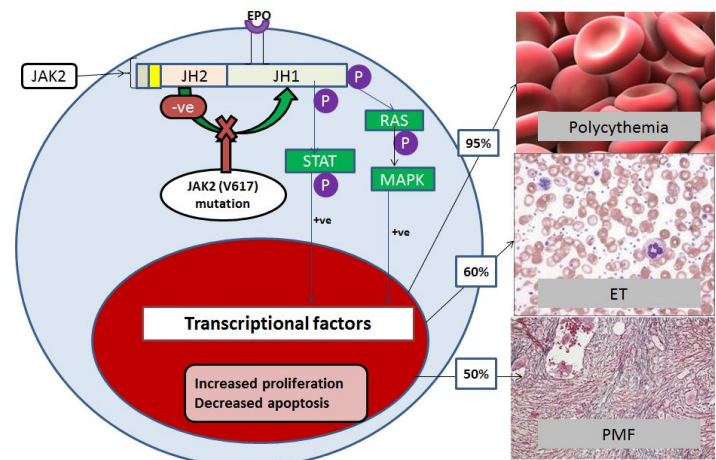 EPO
JAK2
JH2
JH1
P
P
-ve
RAS
P
95%
Polycythemia
STAT
P
MAPK
JAK2 (V617)
mutation
+ve
+ve
60%
ET
Transcriptional factors
50%
Increased proliferation
Decreased apoptosis
PMF